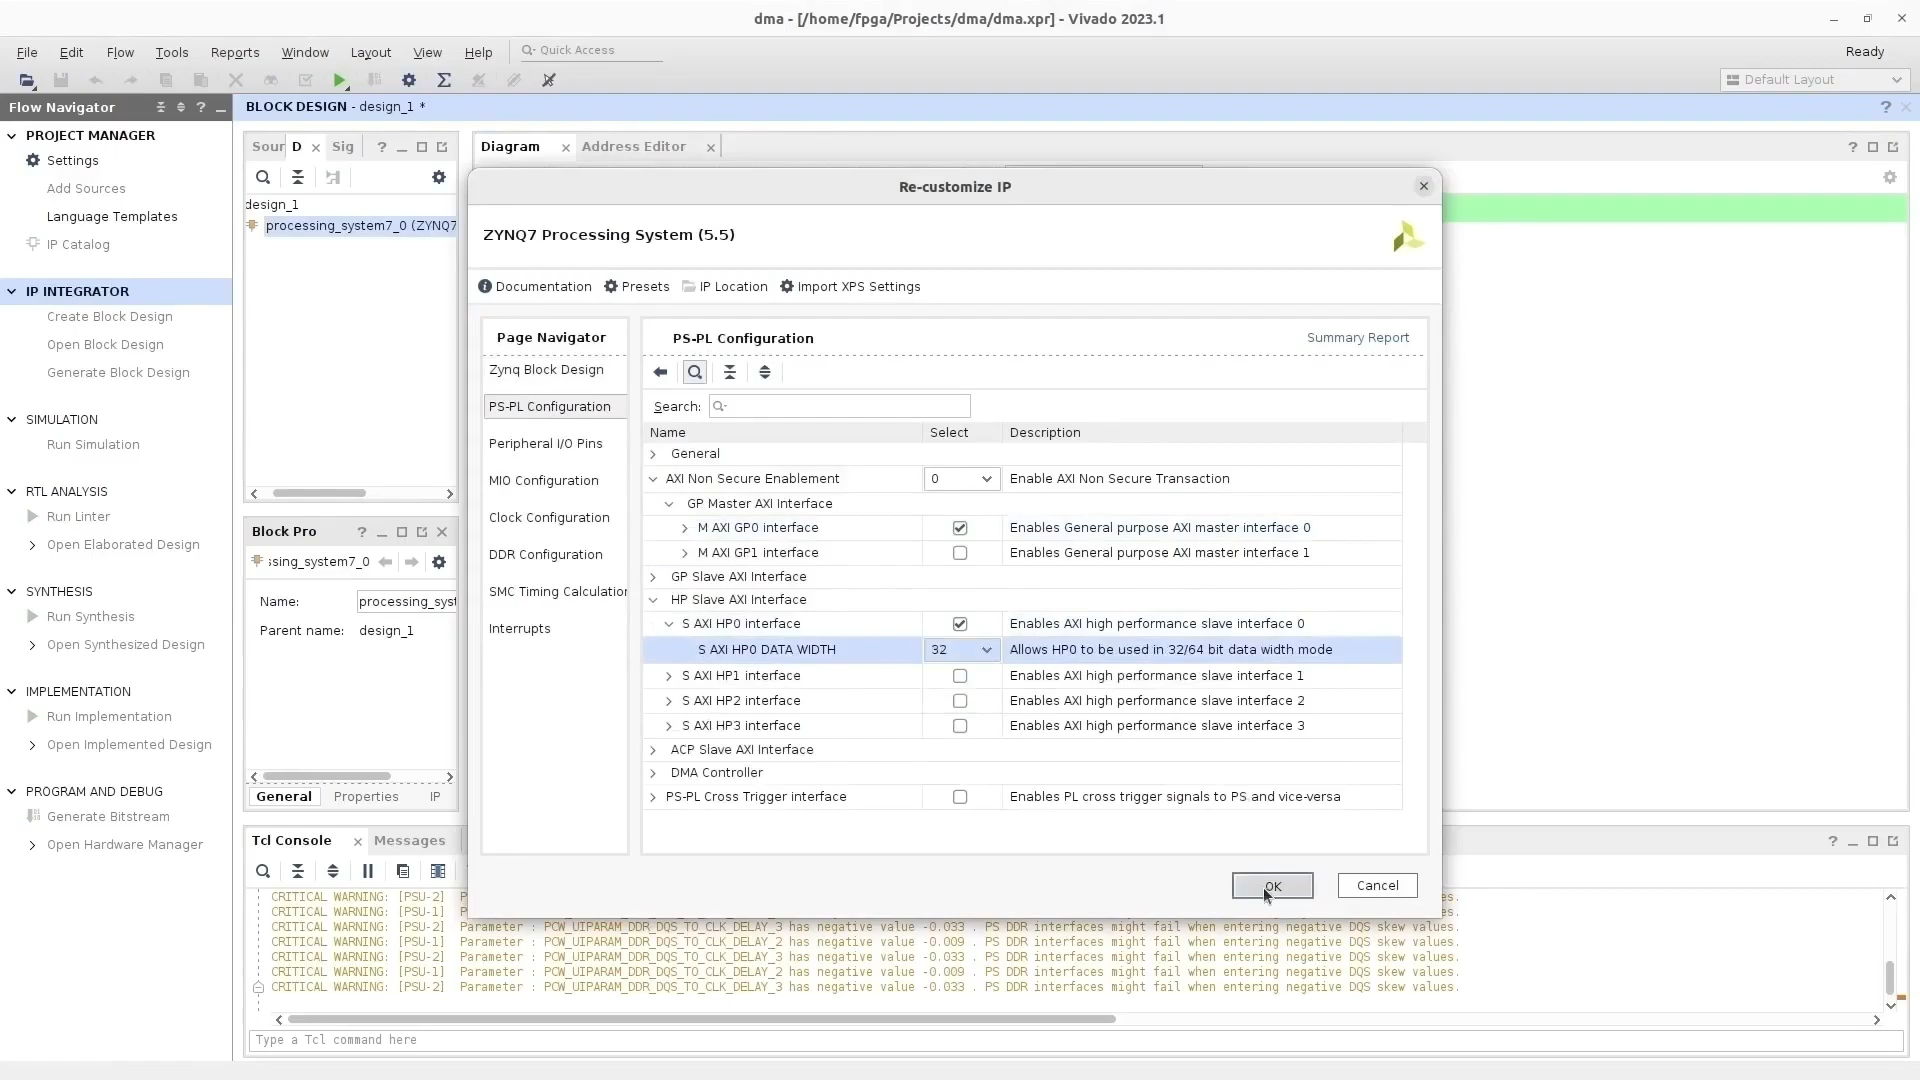 dma - [/home/fpga/Projects/dma/dma.xpr] - Vivado 2023.1
File Edit Flow Tools Reports Window Layout View Help Quick Access Ready
Default Layout
Flow Navigator
BLOCK DESIGN - design_1 *
PROJECT MANAGER
Settings
Add Sources
Language Templates
IP Catalog
IP INTEGRATOR
Create Block Design
Open Block Design
Generate Block Design
SIMULATION
Run Simulation
RTL ANALYSIS
Run Linter
Open Elaborated Design
SYNTHESIS
Run Synthesis
Open Synthesized Design
IMPLEMENTATION
Run Implementation
Open Implemented Design
PROGRAM AND DEBUG
Generate Bitstream
Open Hardware Manager
Sour D Sig
design_1
processing_system7_0 (ZYNQ7
Block Pro
ssing_system7_0
Name: processing_syst
Parent name: design_1
General Properties IP
Diagram Address Editor
Re-customize IP
ZYNQ7 Processing System (5.5)
Documentation Presets IP Location Import XPS Settings
Page Navigator
Zynq Block Design
PS-PL Configuration
Peripheral I/O Pins
MIO Configuration
Clock Configuration
DDR Configuration
SMC Timing Calculation
Interrupts
PS-PL Configuration Summary Report
Search:
Name Select Description
General
AXI Non Secure Enablement 0 Enable AXI Non Secure Transaction
GP Master AXI Interface
M AXI GP0 interface Enables General purpose AXI master interface 0
M AXI GP1 interface Enables General purpose AXI master interface 1
GP Slave AXI Interface
HP Slave AXI Interface
S AXI HP0 interface Enables AXI high performance slave interface 0
S AXI HP0 DATA WIDTH 32 Allows HP0 to be used in 32/64 bit data width mode
S AXI HP1 interface Enables AXI high performance slave interface 1
S AXI HP2 interface Enables AXI high performance slave interface 2
S AXI HP3 interface Enables AXI high performance slave interface 3
ACP Slave AXI Interface
DMA Controller
PS-PL Cross Trigger interface Enables PL cross trigger signals to PS and vice-versa
OK Cancel
Tcl Console Messages
CRITICAL WARNING: [PSU-2] P es.
CRITICAL WARNING: [PSU-1] P es.
CRITICAL WARNING: [PSU-2] Parameter : PCW_UIPARAM_DDR_DQS_TO_CLK_DELAY_3 has negative value -0.033 . PS DDR interfaces might fail when entering negative DQS skew values.
CRITICAL WARNING: [PSU-1] Parameter : PCW_UIPARAM_DDR_DQS_TO_CLK_DELAY_2 has negative value -0.009 . PS DDR interfaces might fail when entering negative DQS skew values.
CRITICAL WARNING: [PSU-2] Parameter : PCW_UIPARAM_DDR_DQS_TO_CLK_DELAY_3 has negative value -0.033 . PS DDR interfaces might fail when entering negative DQS skew values.
CRITICAL WARNING: [PSU-1] Parameter : PCW_UIPARAM_DDR_DQS_TO_CLK_DELAY_2 has negative value -0.009 . PS DDR interfaces might fail when entering negative DQS skew values.
CRITICAL WARNING: [PSU-2] Parameter : PCW_UIPARAM_DDR_DQS_TO_CLK_DELAY_3 has negative value -0.033 . PS DDR interfaces might fail when entering negative DQS skew values.
Type a Tcl command here